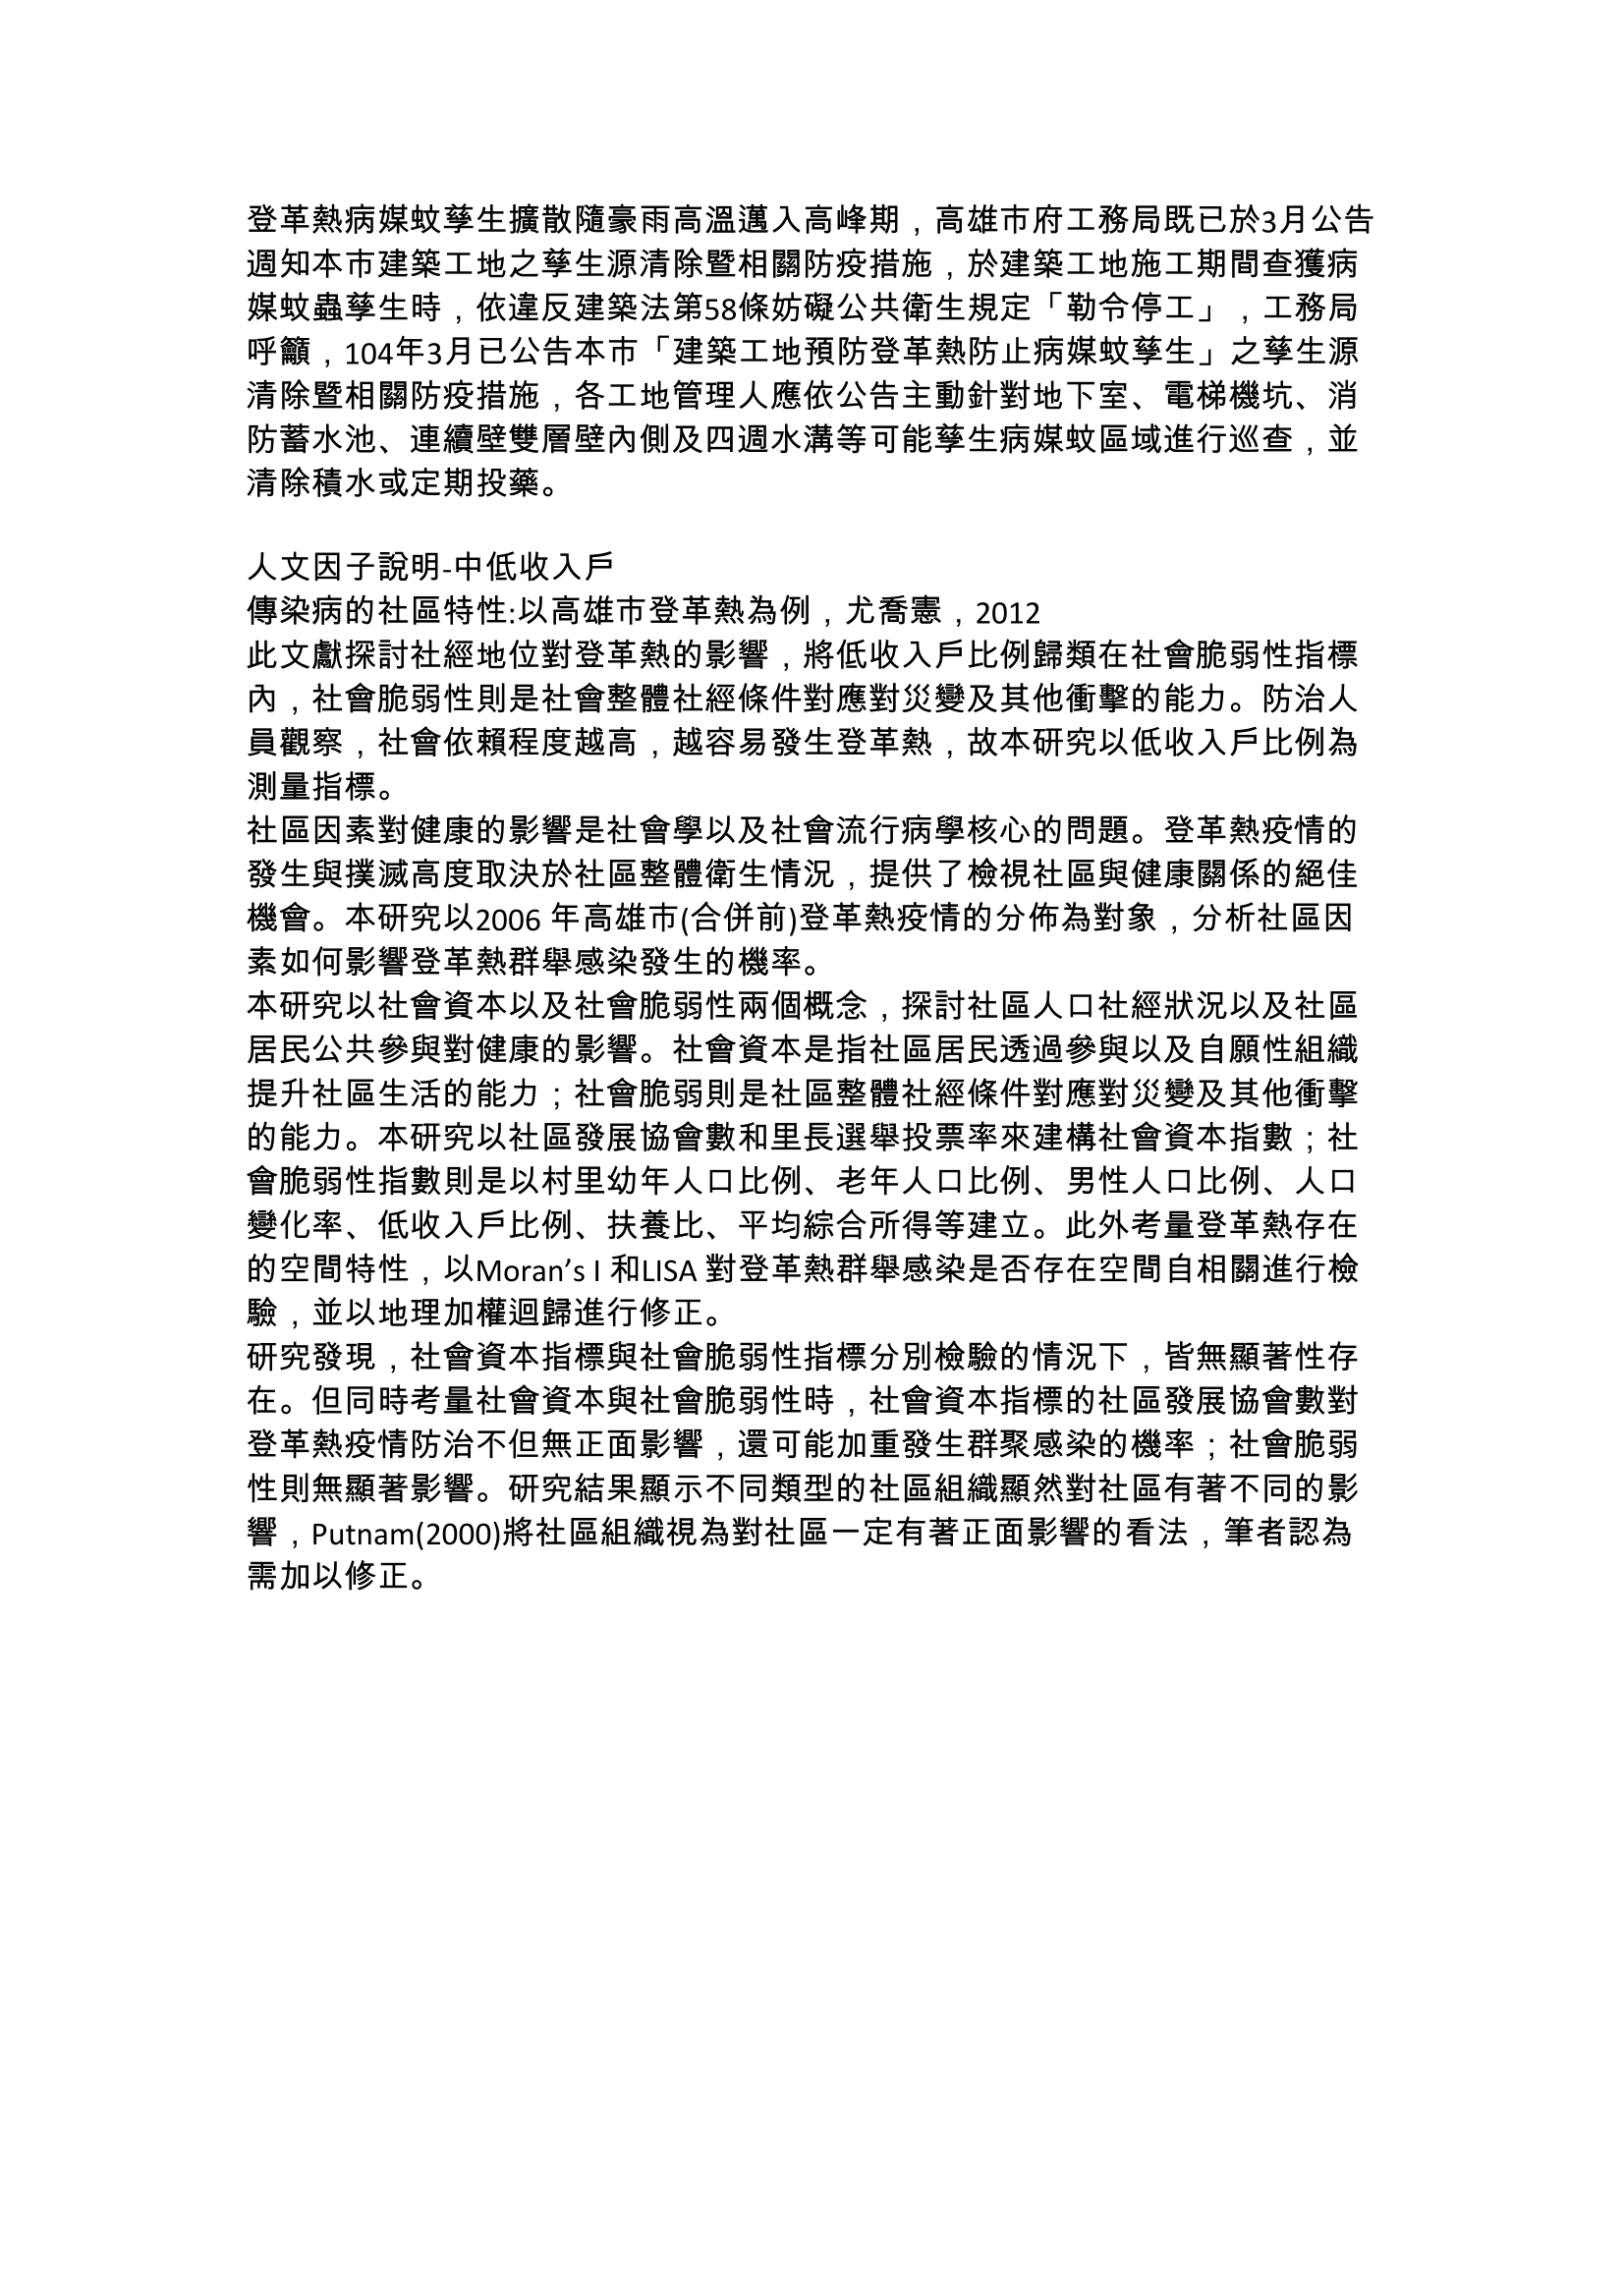 登革熱病媒蚊孳生擴散隨豪雨高溫邁入高峰期，高雄市府工務局既已於3月公告
週知本市建築工地之孳生源清除暨相關防疫措施，於建築工地施工期間查獲病
媒蚊蟲孳生時，依違反建築法第58條妨礙公共衛生規定「勒令停工」，工務局
呼籲，104年3月已公告本市「建築工地預防登革熱防止病媒蚊孳生」之孳生源
清除暨相關防疫措施，各工地管理人應依公告主動針對地下室、電梯機坑、消
防蓄水池、連續壁雙層壁內側及四週水溝等可能孳生病媒蚊區域進行巡查，並
清除積水或定期投藥。
人文因子說明-中低收入戶
傳染病的社區特性:以高雄市登革熱為例，尤喬憲，2012
此文獻探討社經地位對登革熱的影響，將低收入戶比例歸類在社會脆弱性指標
內，社會脆弱性則是社會整體社經條件對應對災變及其他衝擊的能力。防治人
員觀察，社會依賴程度越高，越容易發生登革熱，故本研究以低收入戶比例為
測量指標。
社區因素對健康的影響是社會學以及社會流行病學核心的問題。登革熱疫情的
發生與撲滅高度取決於社區整體衛生情況，提供了檢視社區與健康關係的絕佳
機會。本研究以2006 年高雄市(合併前)登革熱疫情的分佈為對象，分析社區因
素如何影響登革熱群舉感染發生的機率。
本研究以社會資本以及社會脆弱性兩個概念，探討社區人口社經狀況以及社區
居民公共參與對健康的影響。社會資本是指社區居民透過參與以及自願性組織
提升社區生活的能力；社會脆弱則是社區整體社經條件對應對災變及其他衝擊
的能力。本研究以社區發展協會數和里長選舉投票率來建構社會資本指數；社
會脆弱性指數則是以村里幼年人口比例、老年人口比例、男性人口比例、人口
變化率、低收入戶比例、扶養比、平均綜合所得等建立。此外考量登革熱存在
的空間特性，以Moran’s I 和LISA 對登革熱群舉感染是否存在空間自相關進行檢
驗，並以地理加權迴歸進行修正。
研究發現，社會資本指標與社會脆弱性指標分別檢驗的情況下，皆無顯著性存
在。但同時考量社會資本與社會脆弱性時，社會資本指標的社區發展協會數對
登革熱疫情防治不但無正面影響，還可能加重發生群聚感染的機率；社會脆弱
性則無顯著影響。研究結果顯示不同類型的社區組織顯然對社區有著不同的影
響，Putnam(2000)將社區組織視為對社區一定有著正面影響的看法，筆者認為
需加以修正。